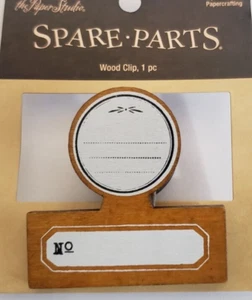 the Paper Studio.
Papercrafting
SPARE·PARTS.
Wood Clip, 1 pc
No